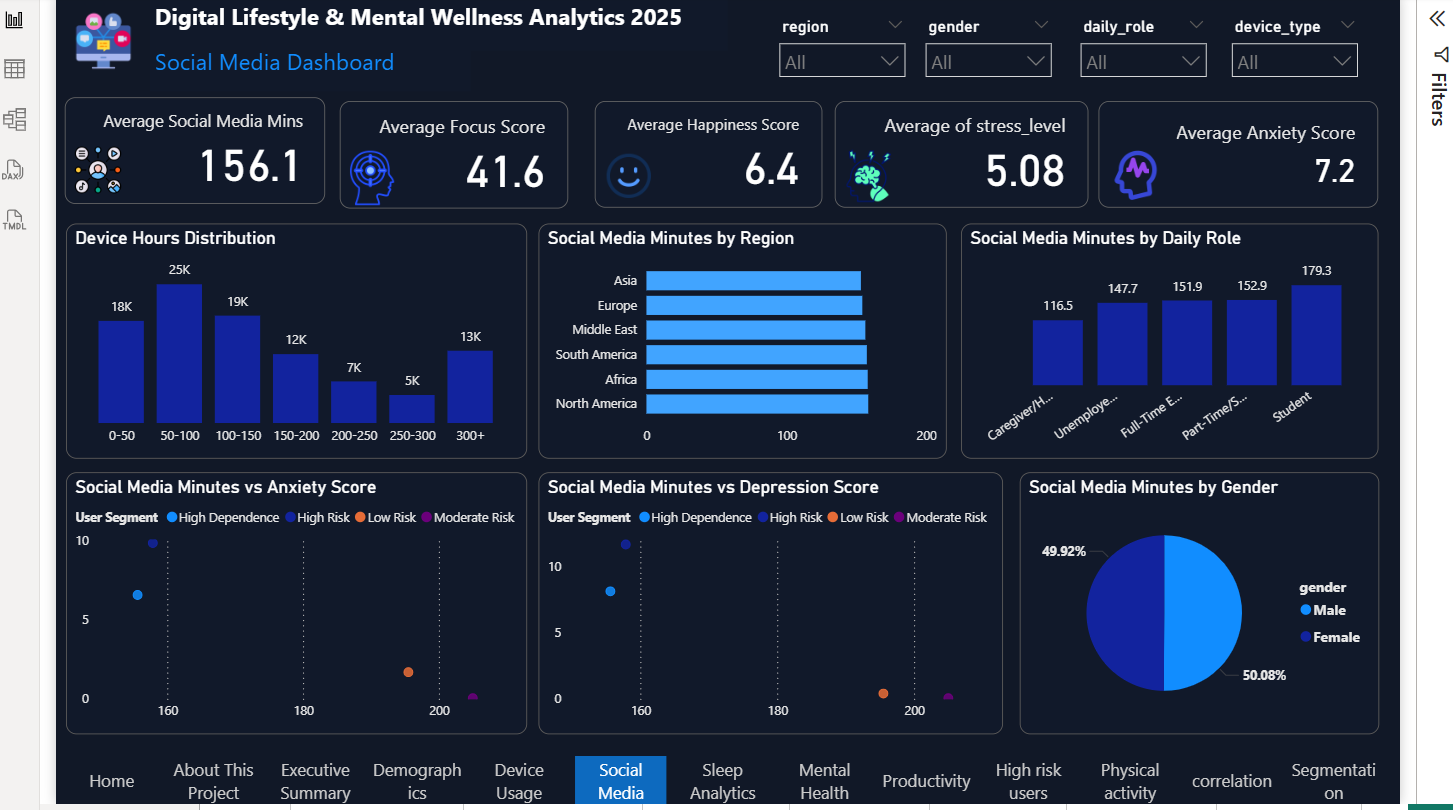 Digital Lifestyle & Mental Wellness Analytics 2025
Social Media Dashboard
region
gender
daily_role
device_type
All
All
All
All
Filters
DAX
TMDL
Average Social Media Mins
156.1
Average Focus Score
41.6
Average Happiness Score
6.4
Average of stress_level
5.08
Average Anxiety Score
7.2
Device Hours Distribution
18K
25K
19K
12K
7K
5K
13K
0-50
50-100
100-150
150-200
200-250
250-300
300+
Social Media Minutes by Region
Asia
Europe
Middle East
South America
Africa
North America
0
100
200
Social Media Minutes by Daily Role
116.5
147.7
151.9
152.9
179.3
Caregiver/H...
Unemploye...
Full-Time E...
Part-Time/S...
Student
Social Media Minutes vs Anxiety Score
User Segment High Dependence High Risk Low Risk Moderate Risk
10
5
0
160
180
200
Social Media Minutes vs Depression Score
User Segment High Dependence High Risk Low Risk Moderate Risk
10
5
0
160
180
200
Social Media Minutes by Gender
49.92%
50.08%
gender
Male
Female
Home
About This
Project
Executive
Summary
Demograph
ics
Device
Usage
Social
Media
Sleep
Analytics
Mental
Health
Productivity
High risk
users
Physical
activity
correlation
Segmentati
on